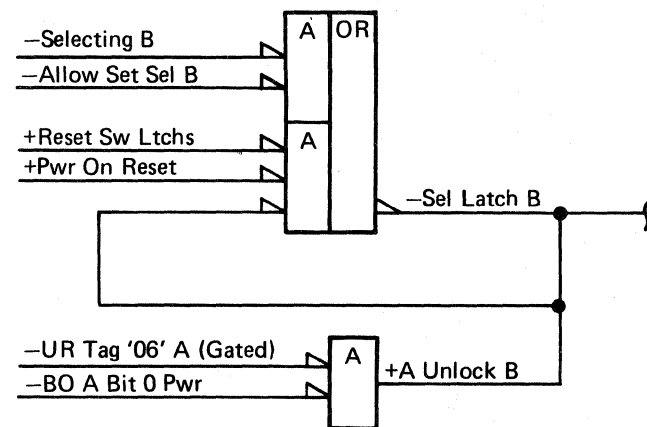 —Selecting B
—Allow Set Sel B
A
OR
+Reset Sw Ltchs
+Pwr On Reset
A
—Sel Latch B
—UR Tag '06' A (Gated)
—BO A Bit 0 Pwr
A
+A Unlock B